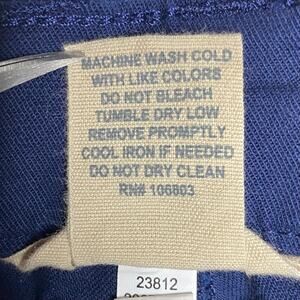 MACHINE WASH COLD
WITH LIKE COLORS
DO NOT BLEACH
TUMBLE DRY LOW
REMOVE PROMPTLY
COOL IRON IF NEEDED
DO NOT DRY CLEAN
RN# 106603
23812